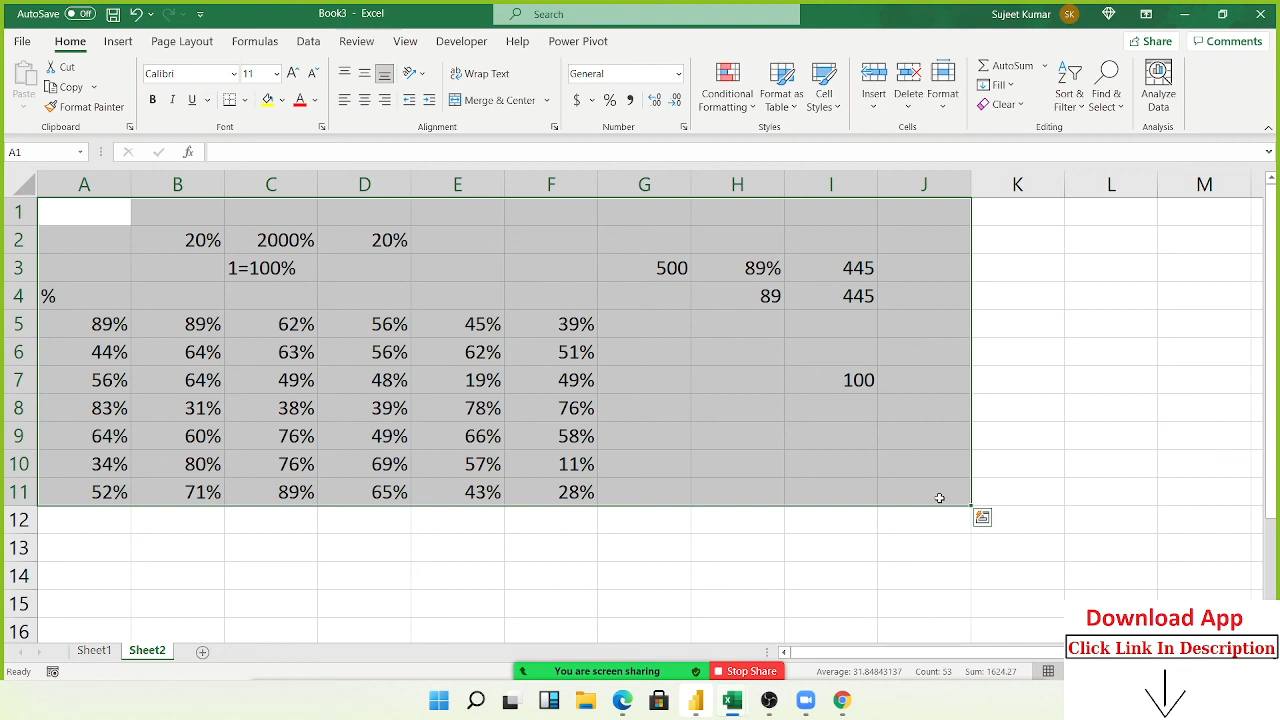 AutoSave Off Book3 - Excel Search Sujeet Kumar SK
File Home Insert Page Layout Formulas Data Review View Developer Help Power Pivot Share Comments
Paste Cut Copy Format Painter
Calibri 11
B I U A
Wrap Text
Merge & Center
General
$ % ,
Conditional Formatting
Format as Table
Cell Styles
Insert Delete Format
AutoSum
Fill
Clear
Sort & Filter
Find & Select
Analyze Data
Clipboard Font Alignment Number Styles Cells Editing Analysis
A1 fx
A B C D E F G H I J K L M
1
2 20% 2000% 20%
3 1=100% 500 89% 445
4 % 89 445
5 89% 89% 62% 56% 45% 39%
6 44% 64% 63% 56% 62% 51%
7 56% 64% 49% 48% 19% 49% 100
8 83% 31% 38% 39% 78% 76%
9 64% 60% 76% 49% 66% 58%
10 34% 80% 76% 69% 57% 11%
11 52% 71% 89% 65% 43% 28%
12
13
14
15
16
Download App
Click Link In Description
Sheet1 Sheet2
Ready You are screen sharing Stop Share Average: 31.84843137 Count: 53 Sum: 1624.27